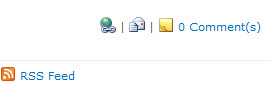 | | 0 Comment(s)
RSS Feed